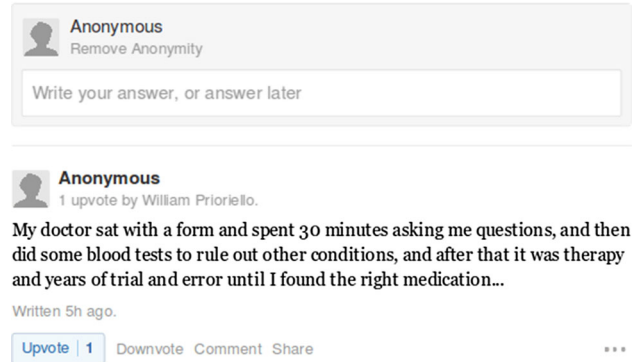 Anonymous
Remove Anonymity
Write your answer, or answer later
Anonymous
1 upvote by William Prioriello.
My doctor sat with a form and spent 30 minutes asking me questions, and then
did some blood tests to rule out other conditions, and after that it was therapy
and years of trial and error until I found the right medication...
Written 5h ago.
Upvote | 1 Downvote Comment Share